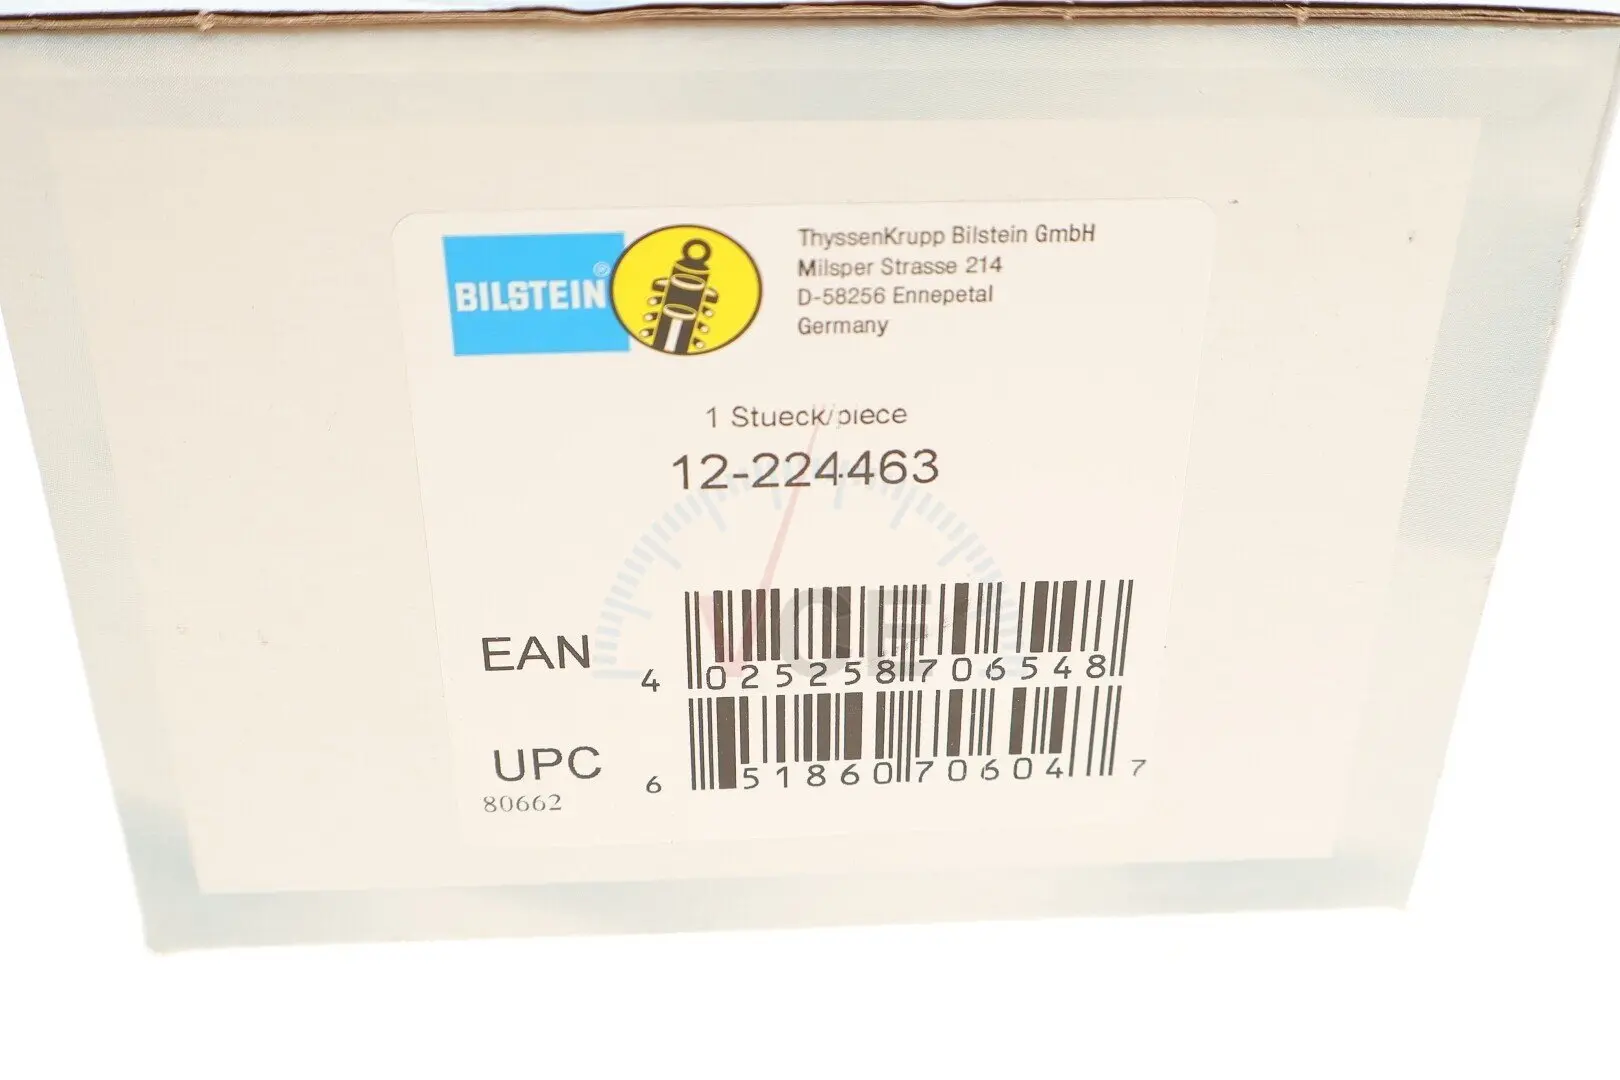 BILSTEIN®
ThyssenKrupp Bilstein GmbH
Milsper Strasse 214
D-58256 Ennepetal
Germany
1 Stueck/piece
12-224463
VCE
EAN
4 025258 706548
UPC
6 51860 70604 7
80662